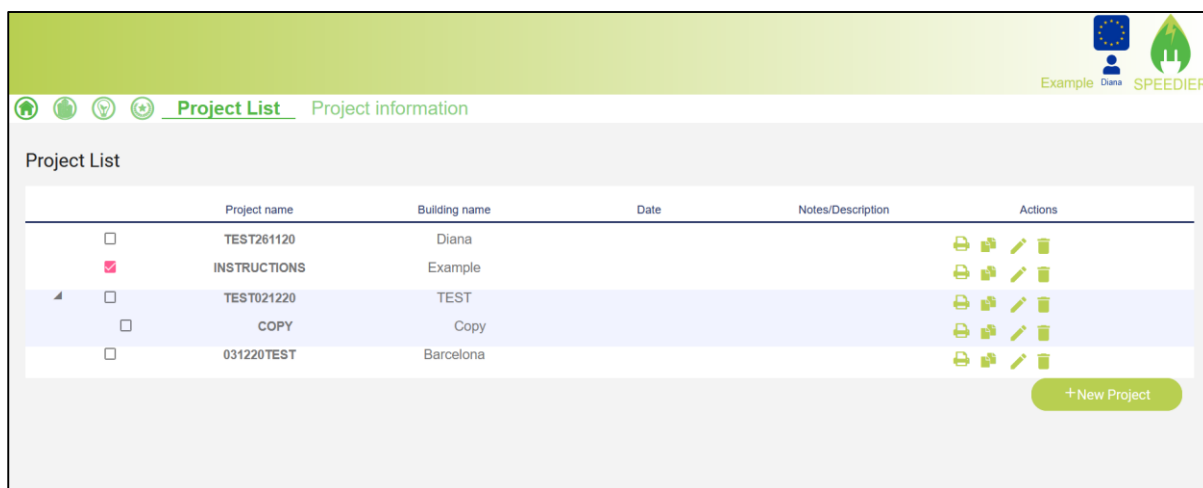 Example Diana SPEEDIER
Project List Project information
Project List
Project name Building name Date Notes/Description Actions
TEST261120 Diana
INSTRUCTIONS Example
TEST021220 TEST
COPY Copy
031220TEST Barcelona
+New Project